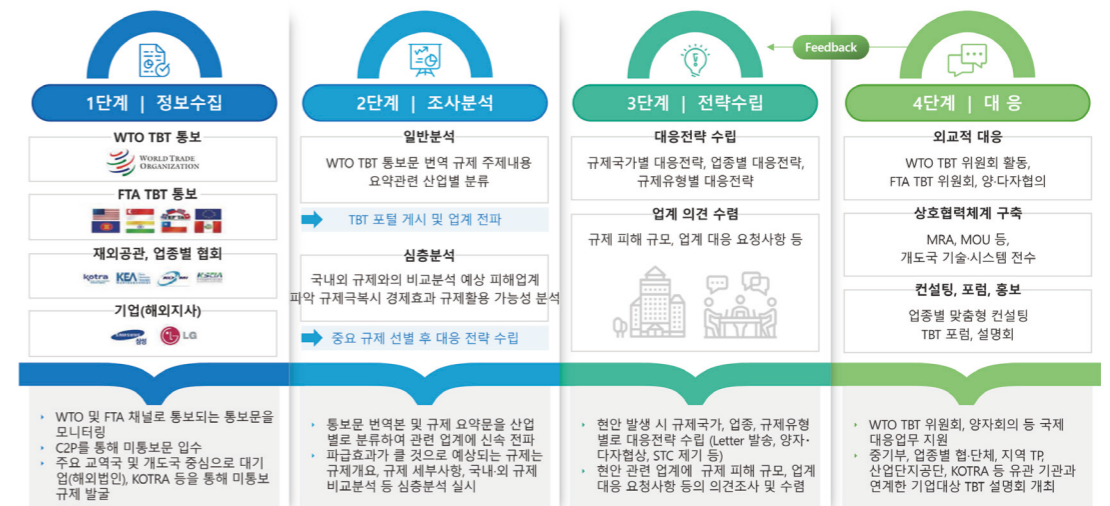 Feedback
1단계 | 정보수집
WTO TBT 통보
WORLD TRADE
ORGANIZATION
FTA TBT 통보
재외공관, 업종별 협회
kotra KEA
기업(해외지사)
SAMSUNG 삼성 LG
WTO 및 FTA 채널로 통보되는 통보문을
모니터링
C2P를 통해 미통보문 입수
주요 교역국 및 개도국 중심으로 대기
업(해외법인), KOTRA 등을 통해 미통보
규제 발굴
2단계 | 조사분석
일반분석
WTO TBT 통보문 번역 규제 주제내용
요약관련 산업별 분류
TBT 포털 게시 및 업계 전파
심층분석
국내외 규제와의 비교분석 예상 피해업계
파악 규제극복시 경제효과 규제활용 가능성 분석
중요 규제 선별 후 대응 전략 수립
통보문 번역본 및 규제 요약문을 산업
별로 분류하여 관련 업계에 신속 전파
파급효과가 클 것으로 예상되는 규제는
규제개요, 규제 세부사항, 국내·외 규제
비교분석 등 심층분석 실시
3단계 | 전략수립
대응전략 수립
규제국가별 대응전략, 업종별 대응전략,
규제유형별 대응전략
업계 의견 수렴
규제 피해 규모, 업계 대응 요청사항 등
현안 발생 시 규제국가, 업종, 규제유형
별로 대응전략 수립 (Letter 발송, 양자·
다자협상, STC 제기 등)
현안 관련 업계에 규제 피해 규모, 업계
대응 요청사항 등의 의견조사 및 수렴
4단계 | 대 응
외교적 대응
WTO TBT 위원회 활동,
FTA TBT 위원회, 양·다자협의
상호협력체계 구축
MRA, MOU 등,
개도국 기술·시스템 전수
컨설팅, 포럼, 홍보
업종별 맞춤형 컨설팅
TBT 포럼, 설명회
WTO TBT 위원회, 양자회의 등 국제
대응업무 지원
중기부, 업종별 협·단체, 지역 TP,
산업단지공단, KOTRA 등 유관 기관과
연계한 기업대상 TBT 설명회 개최